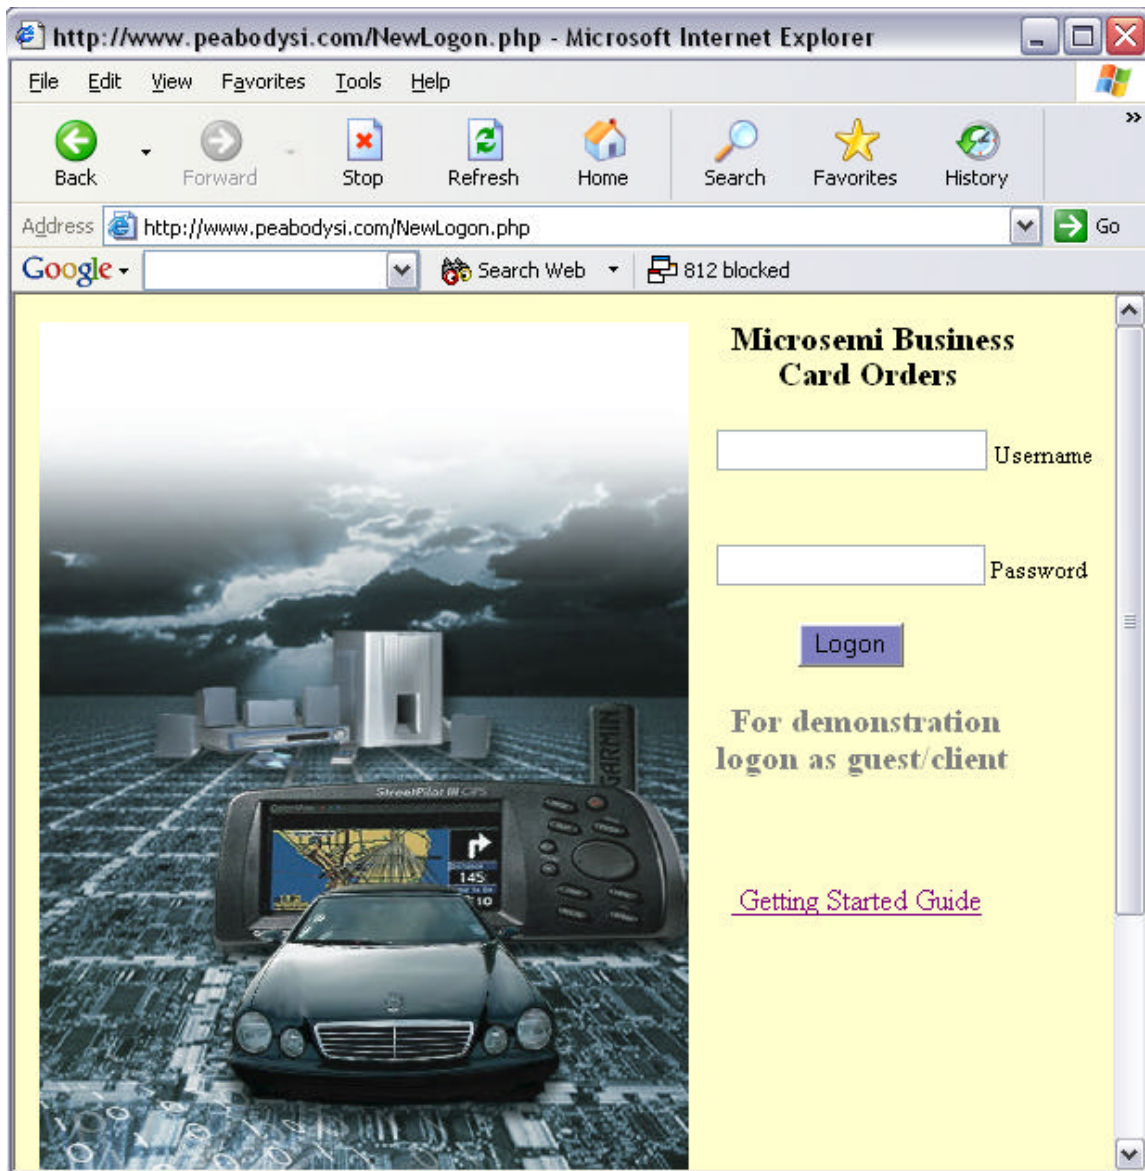 http://www.peabodysi.com/NewLogon.php - Microsoft Internet Explorer
File Edit View Favorites Tools Help
Back Forward Stop Refresh Home Search Favorites History »
Address http://www.peabodysi.com/NewLogon.php Go
Google Search Web 812 blocked
Microsemi Business
Card Orders
Username
Password
Logon
For demonstration
logon as guest/client
Getting Started Guide
GARMIN
StreetPilot III GPS
145